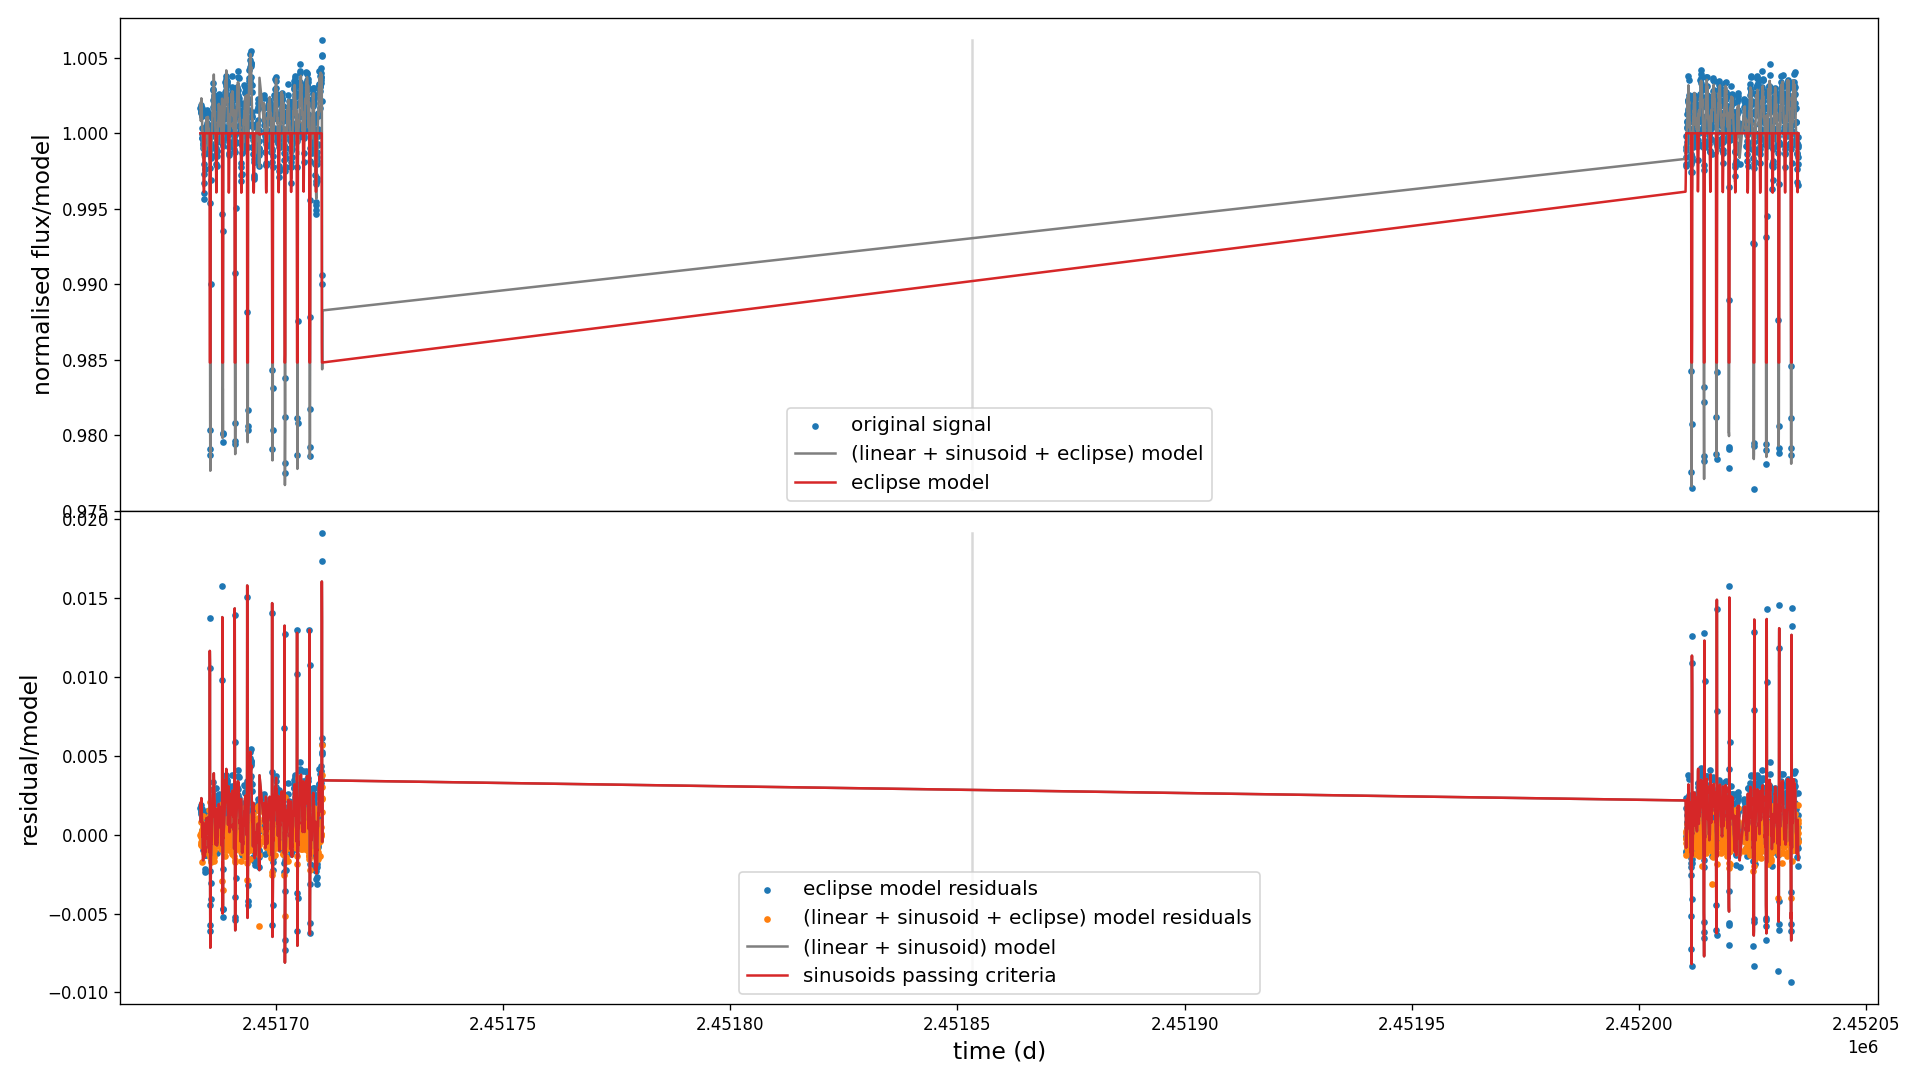 normalised flux/model
1.005
1.000
0.995
0.990
0.985
0.980
0.975
original signal
(linear + sinusoid + eclipse) model
eclipse model
residual/model
0.020
0.015
0.010
0.005
0.000
−0.005
−0.010
eclipse model residuals
(linear + sinusoid + eclipse) model residuals
(linear + sinusoid) model
sinusoids passing criteria
2.45170 2.45175 2.45180 2.45185 2.45190 2.45195 2.45200 2.45205
1e6
time (d)